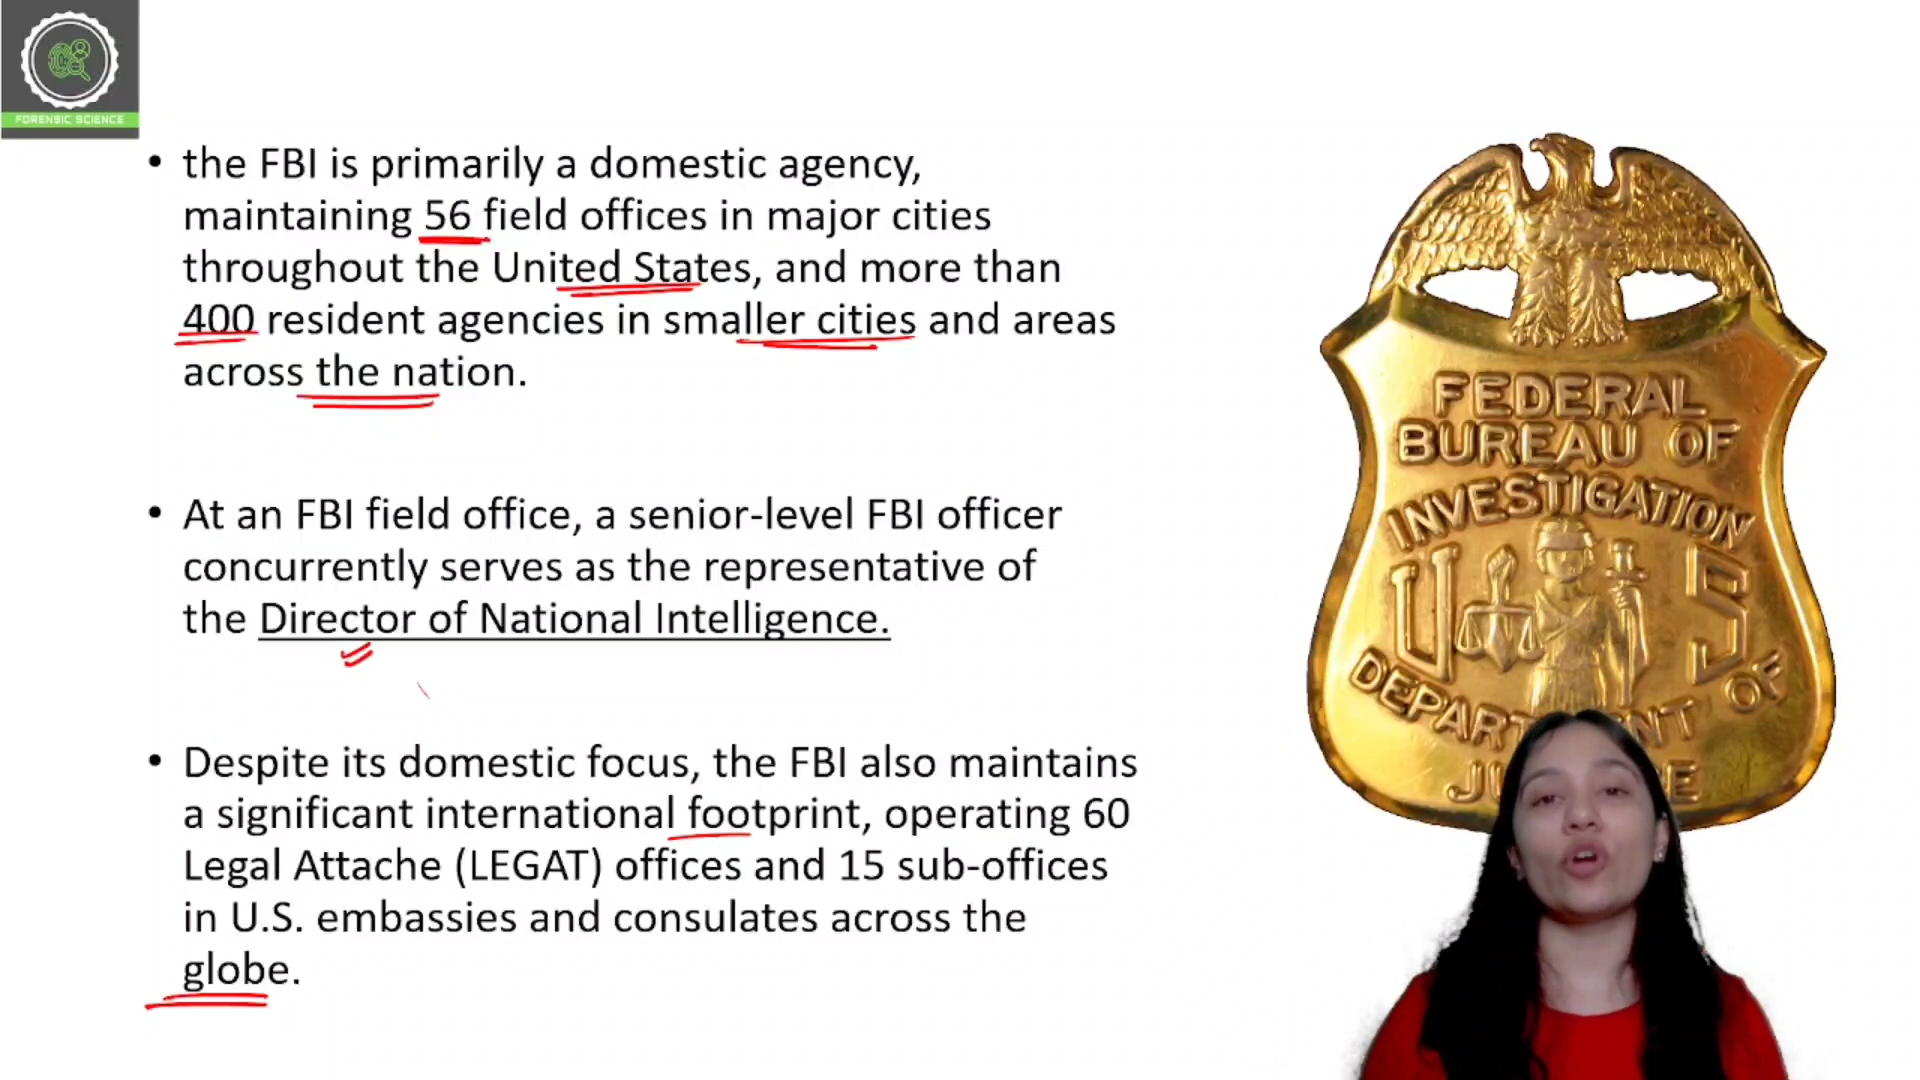 FORENSIC SCIENCE
• the FBI is primarily a domestic agency,
maintaining 56 field offices in major cities
throughout the United States, and more than
400 resident agencies in smaller cities and areas
across the nation.
• At an FBI field office, a senior-level FBI officer
concurrently serves as the representative of
the Director of National Intelligence.
• Despite its domestic focus, the FBI also maintains
a significant international footprint, operating 60
Legal Attache (LEGAT) offices and 15 sub-offices
in U.S. embassies and consulates across the
globe.
FEDERAL
BUREAU OF
INVESTIGATION
U S
OF